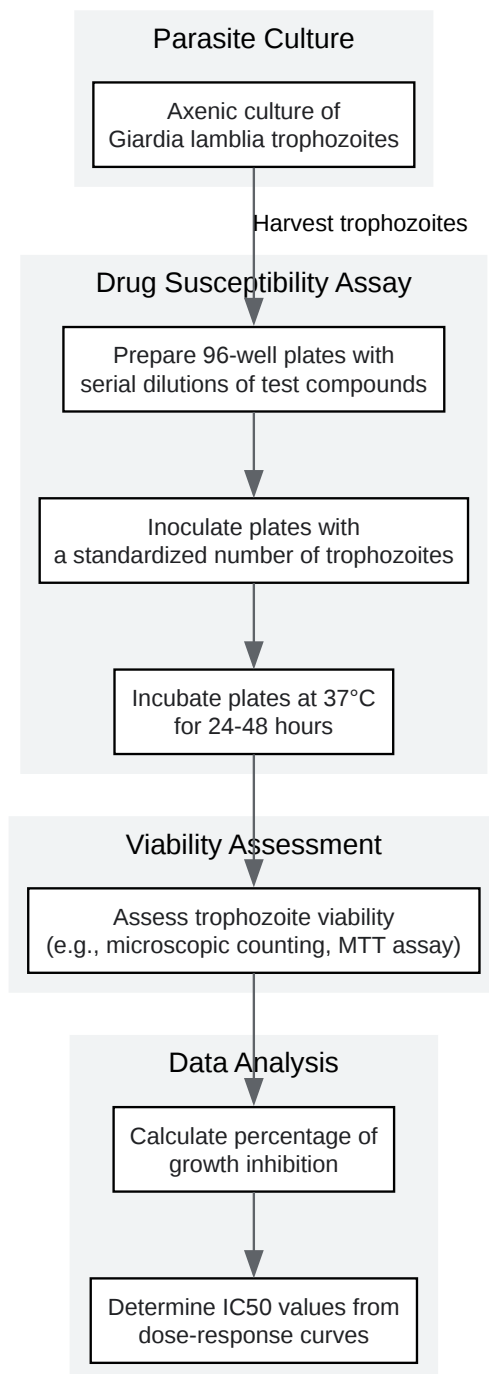 Parasite Culture
Axenic culture of
Giardia lamblia trophozoites
Harvest trophozoites
Drug Susceptibility Assay
Prepare 96-well plates with
serial dilutions of test compounds
Inoculate plates with
a standardized number of trophozoites
Incubate plates at 37°C
for 24-48 hours
Viability Assessment
Assess trophozoite viability
(e.g., microscopic counting, MTT assay)
Data Analysis
Calculate percentage of
growth inhibition
Determine IC50 values from
dose-response curves